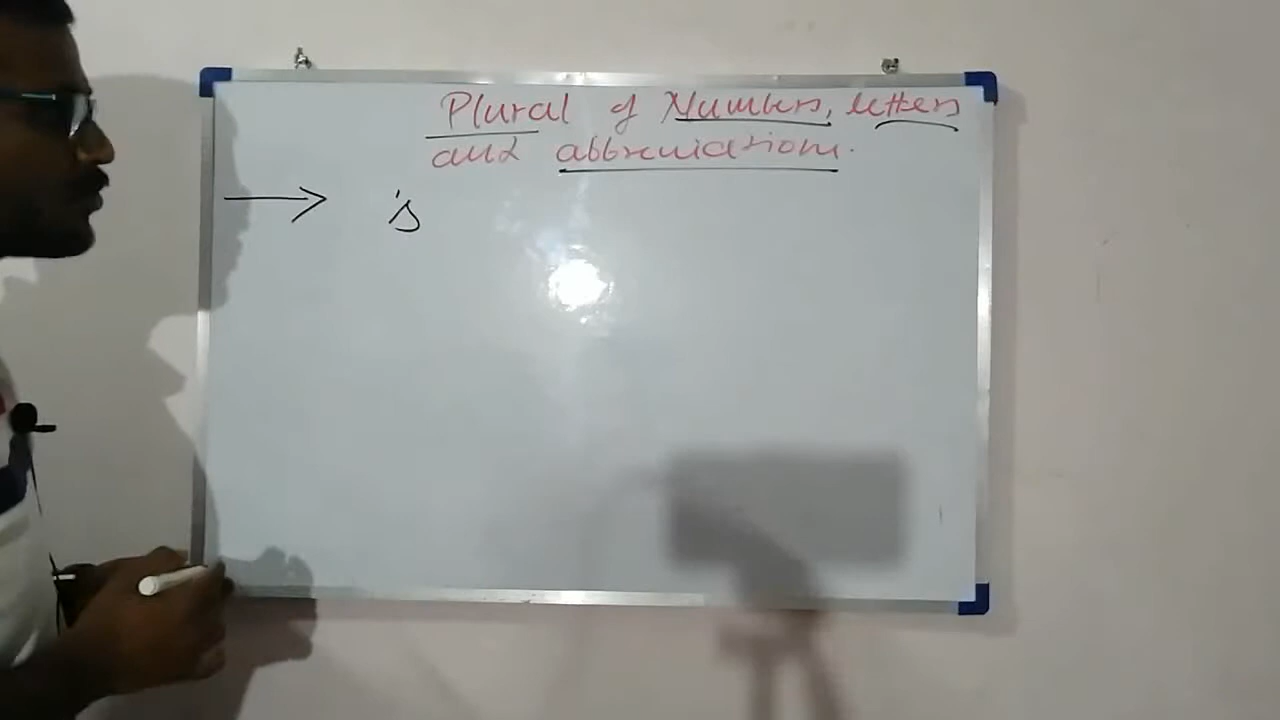 Plural of Numbers, letters
and abbreviations.
→ 's